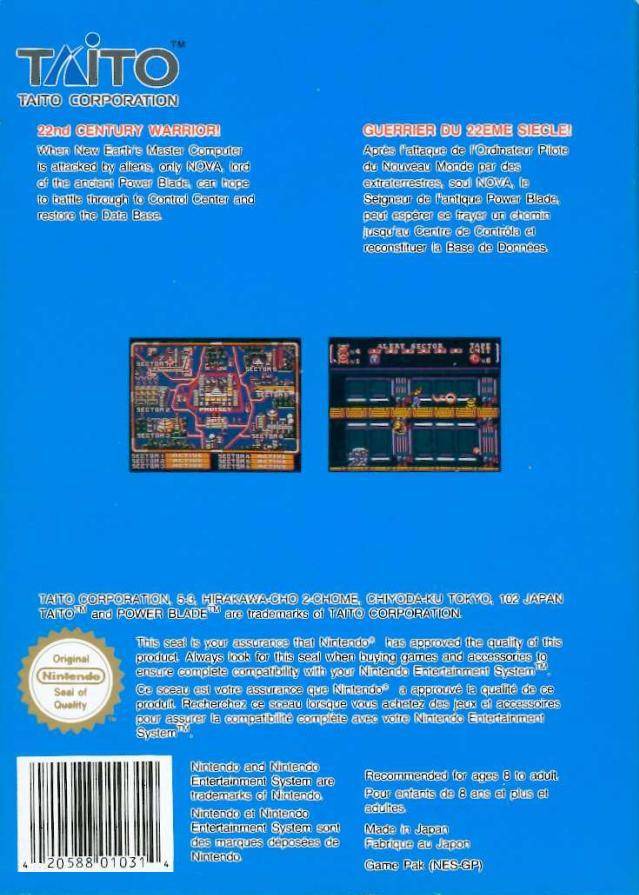 TAITO™
TAITO CORPORATION
22nd CENTURY WARRIOR!
When New Earth's Master Computer
is attacked by aliens, only NOVA, lord
of the ancient Power Blade, can hope
to battle through to Control Center and
restore the Data Base.
GUERRIER DU 22EME SIECLE!
Après l'attaque de l'Ordinateur Pilote
du Nouveau Monde par des
extraterrestres, seul NOVA, le
Seigneur de l'antique Power Blade,
peut espérer se frayer un chemin
jusqu'au Centre de Contrôla et
reconstituer la Base de Données.
ALERT SECTOR TAPE
TAITO CORPORATION, 5-3, HIRAKAWA-CHO 2-CHOME, CHIYODA-KU TOKYO, 102 JAPAN
TAITO™ and POWER BLADE™ are trademarks of TAITO CORPORATION.
Original
Nintendo
Seal of
Quality
This seal is your assurance that Nintendo® has approved the quality of this
product. Always look for this seal when buying games and accessories to
ensure complete compatibility with your Nintendo Entertainment System™.
Ce sceau est votre assurance que Nintendo® a approuvé la qualité de ce
produit. Recherchez ce sceau lorsque vous achetez des jeux et accessoires
pour assurer la compatibilité complète avec votre Nintendo Entertainment
System™.
Nintendo and Nintendo
Entertainment System are
trademarks of Nintendo.
Nintendo et Nintendo
Entertainment System sont
des marques déposées de
Nintendo.
Recommended for ages 8 to adult.
Pour enfants de 8 ans et plus et
adultes.
Made in Japan
Fabriqué au Japon
Game Pak (NES-GP)
4 20588 01031 4